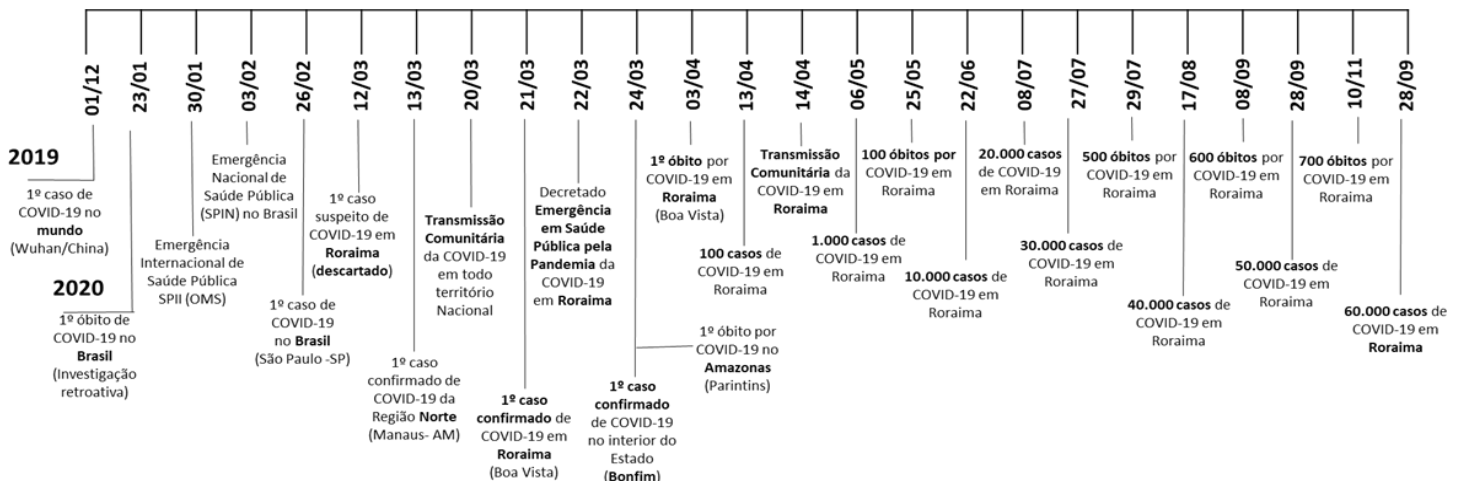 01/12
23/01
30/01
03/02
26/02
12/03
13/03
20/03
21/03
22/03
24/03
03/04
13/04
14/04
06/05
25/05
22/06
08/07
27/07
29/07
17/08
08/09
28/09
10/11
28/09
2019
1º caso de
COVID-19 no
mundo
(Wuhan/China)
2020
1º óbito de
COVID-19 no
Brasil
(Investigação
retroativa)
Emergência
Internacional de
Saúde Pública
SPII (OMS)
Emergência
Nacional de
Saúde Pública
(SPIN) no Brasil
1º caso de
COVID-19
no Brasil
(São Paulo -SP)
1º caso
suspeito de
COVID-19 em
Roraima
(descartado)
1º caso
confirmado de
COVID-19 da
Região Norte
(Manaus- AM)
Transmissão
Comunitária
da COVID-19
em todo
território
Nacional
1º caso
confirmado de
COVID-19 em
Roraima
(Boa Vista)
Decretado
Emergência
em Saúde
Pública pela
Pandemia da
COVID-19
em Roraima
1º caso
confirmado
de COVID-19
no interior do
Estado
(Bonfim)
1º óbito por
COVID-19 no
Amazonas
(Parintins)
1º óbito por
COVID-19 em
Roraima
(Boa Vista)
100 casos de
COVID-19 em
Roraima
Transmissão
Comunitária da
COVID-19 em
Roraima
1.000 casos de
COVID-19 em
Roraima
100 óbitos por
COVID-19 em
Roraima
10.000 casos de
COVID-19 em
Roraima
20.000 casos
de COVID-19
em Roraima
30.000 casos de
COVID-19 em
Roraima
500 óbitos por
COVID-19 em
Roraima
40.000 casos de
COVID-19 em
Roraima
600 óbitos por
COVID-19 em
Roraima
50.000 casos de
COVID-19 em
Roraima
700 óbitos por
COVID-19 em
Roraima
60.000 casos de
COVID-19 em
Roraima